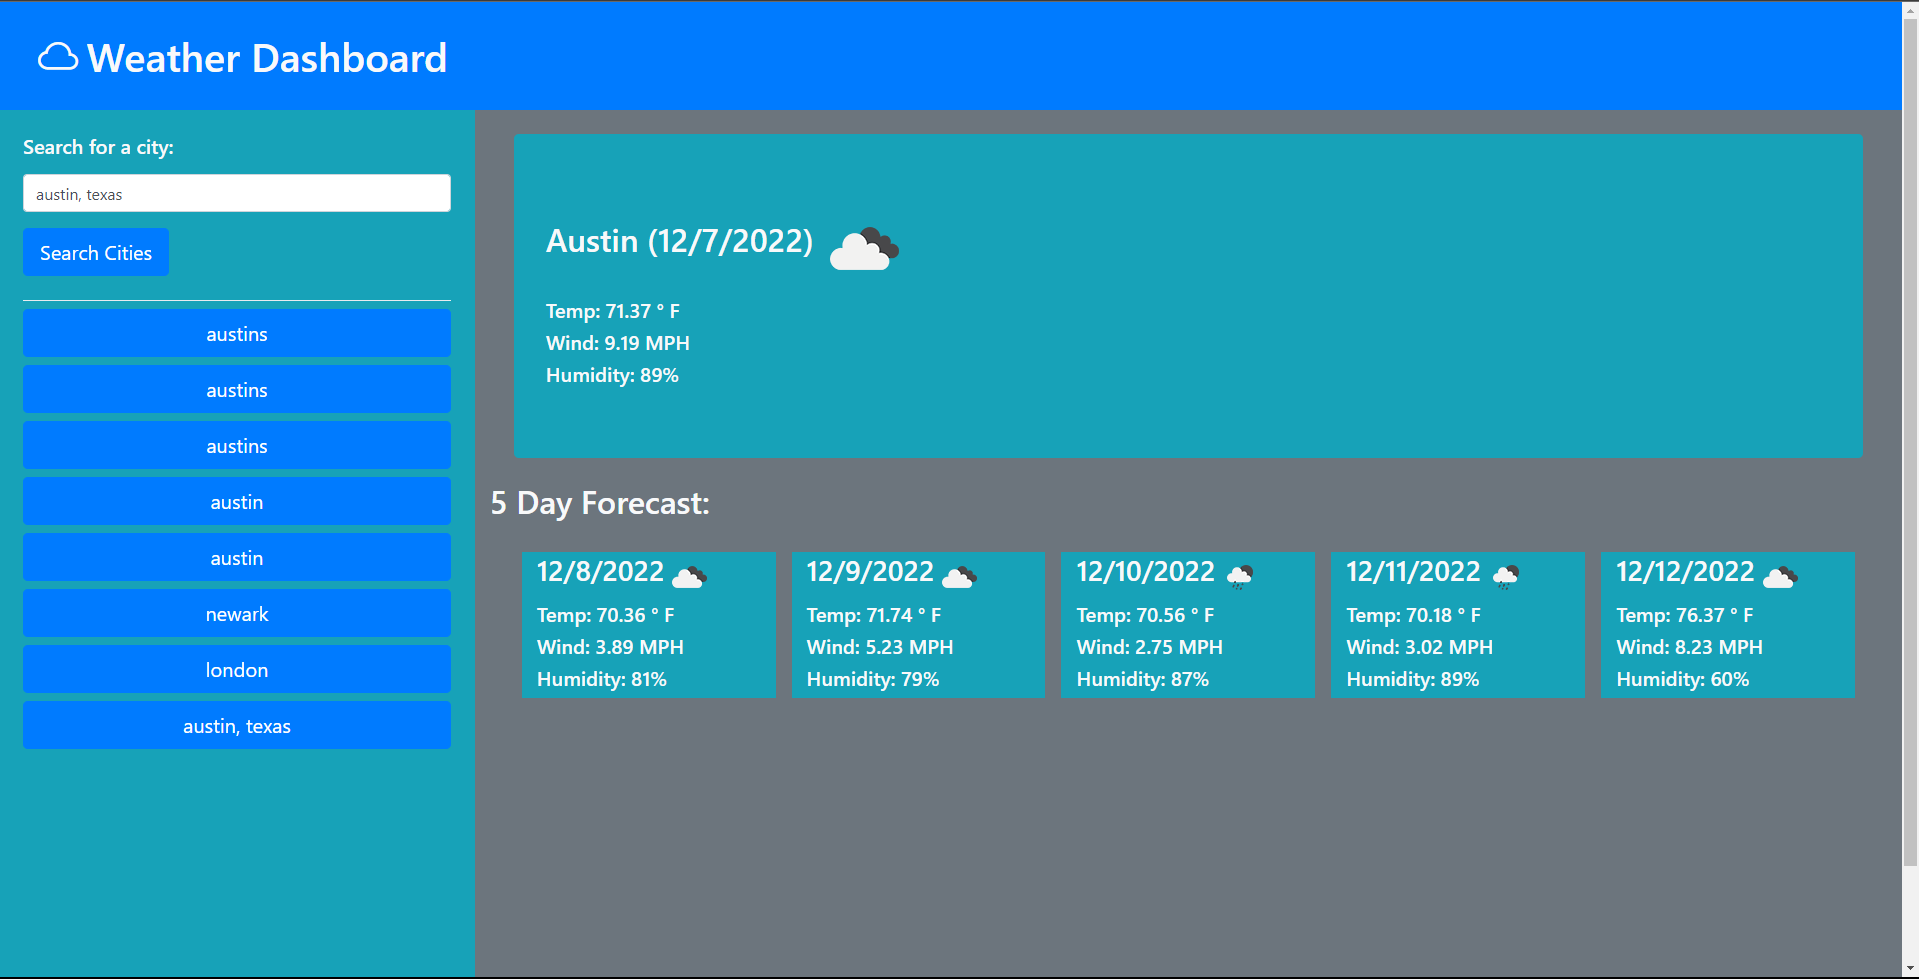 Weather Dashboard
Search for a city:
austin, texas
Search Cities
austins
austins
austins
austin
austin
newark
london
austin, texas
Austin (12/7/2022)
Temp: 71.37 ° F
Wind: 9.19 MPH
Humidity: 89%
5 Day Forecast:
12/8/2022
Temp: 70.36 ° F
Wind: 3.89 MPH
Humidity: 81%
12/9/2022
Temp: 71.74 ° F
Wind: 5.23 MPH
Humidity: 79%
12/10/2022
Temp: 70.56 ° F
Wind: 2.75 MPH
Humidity: 87%
12/11/2022
Temp: 70.18 ° F
Wind: 3.02 MPH
Humidity: 89%
12/12/2022
Temp: 76.37 ° F
Wind: 8.23 MPH
Humidity: 60%